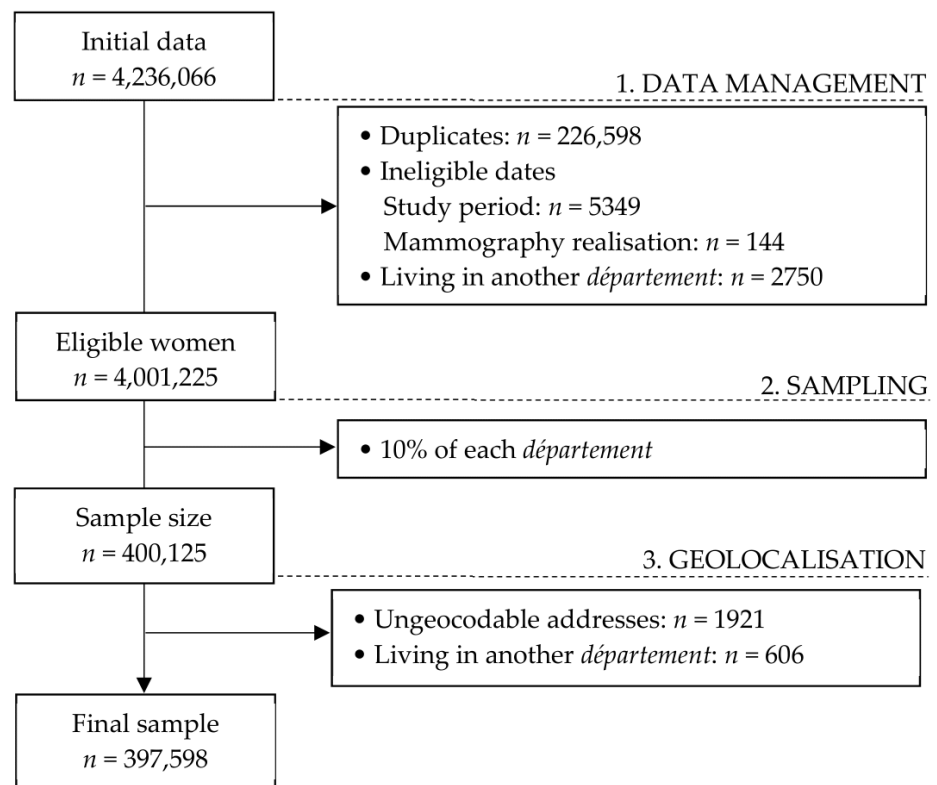 Initial data
n = 4,236,066
1. DATA MANAGEMENT
• Duplicates: n = 226,598
• Ineligible dates
Study period: n = 5349
Mammography realisation: n = 144
• Living in another département: n = 2750
Eligible women
n = 4,001,225
2. SAMPLING
• 10% of each département
Sample size
n = 400,125
3. GEOLOCALISATION
• Ungeocodable addresses: n = 1921
• Living in another département: n = 606
Final sample
n = 397,598